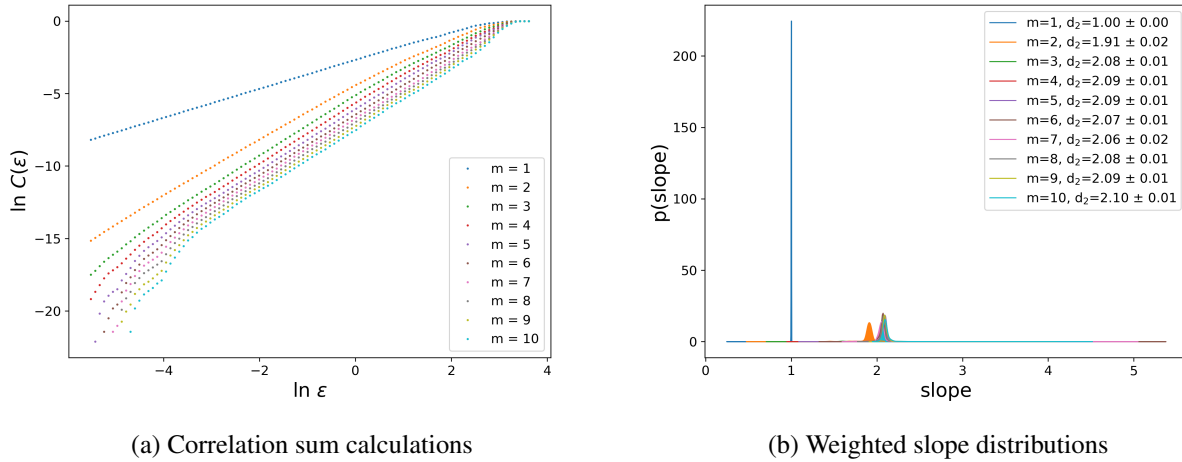 0
−5
−10
−15
−20
ln C(ε)
−4
−2
0
2
4
ln ε
m = 1
m = 2
m = 3
m = 4
m = 5
m = 6
m = 7
m = 8
m = 9
m = 10
(a) Correlation sum calculations
200
150
100
50
0
p(slope)
0
1
2
3
4
5
slope
m=1, d₂=1.00 ± 0.00
m=2, d₂=1.91 ± 0.02
m=3, d₂=2.08 ± 0.01
m=4, d₂=2.09 ± 0.01
m=5, d₂=2.09 ± 0.01
m=6, d₂=2.07 ± 0.01
m=7, d₂=2.06 ± 0.02
m=8, d₂=2.08 ± 0.01
m=9, d₂=2.09 ± 0.01
m=10, d₂=2.10 ± 0.01
(b) Weighted slope distributions